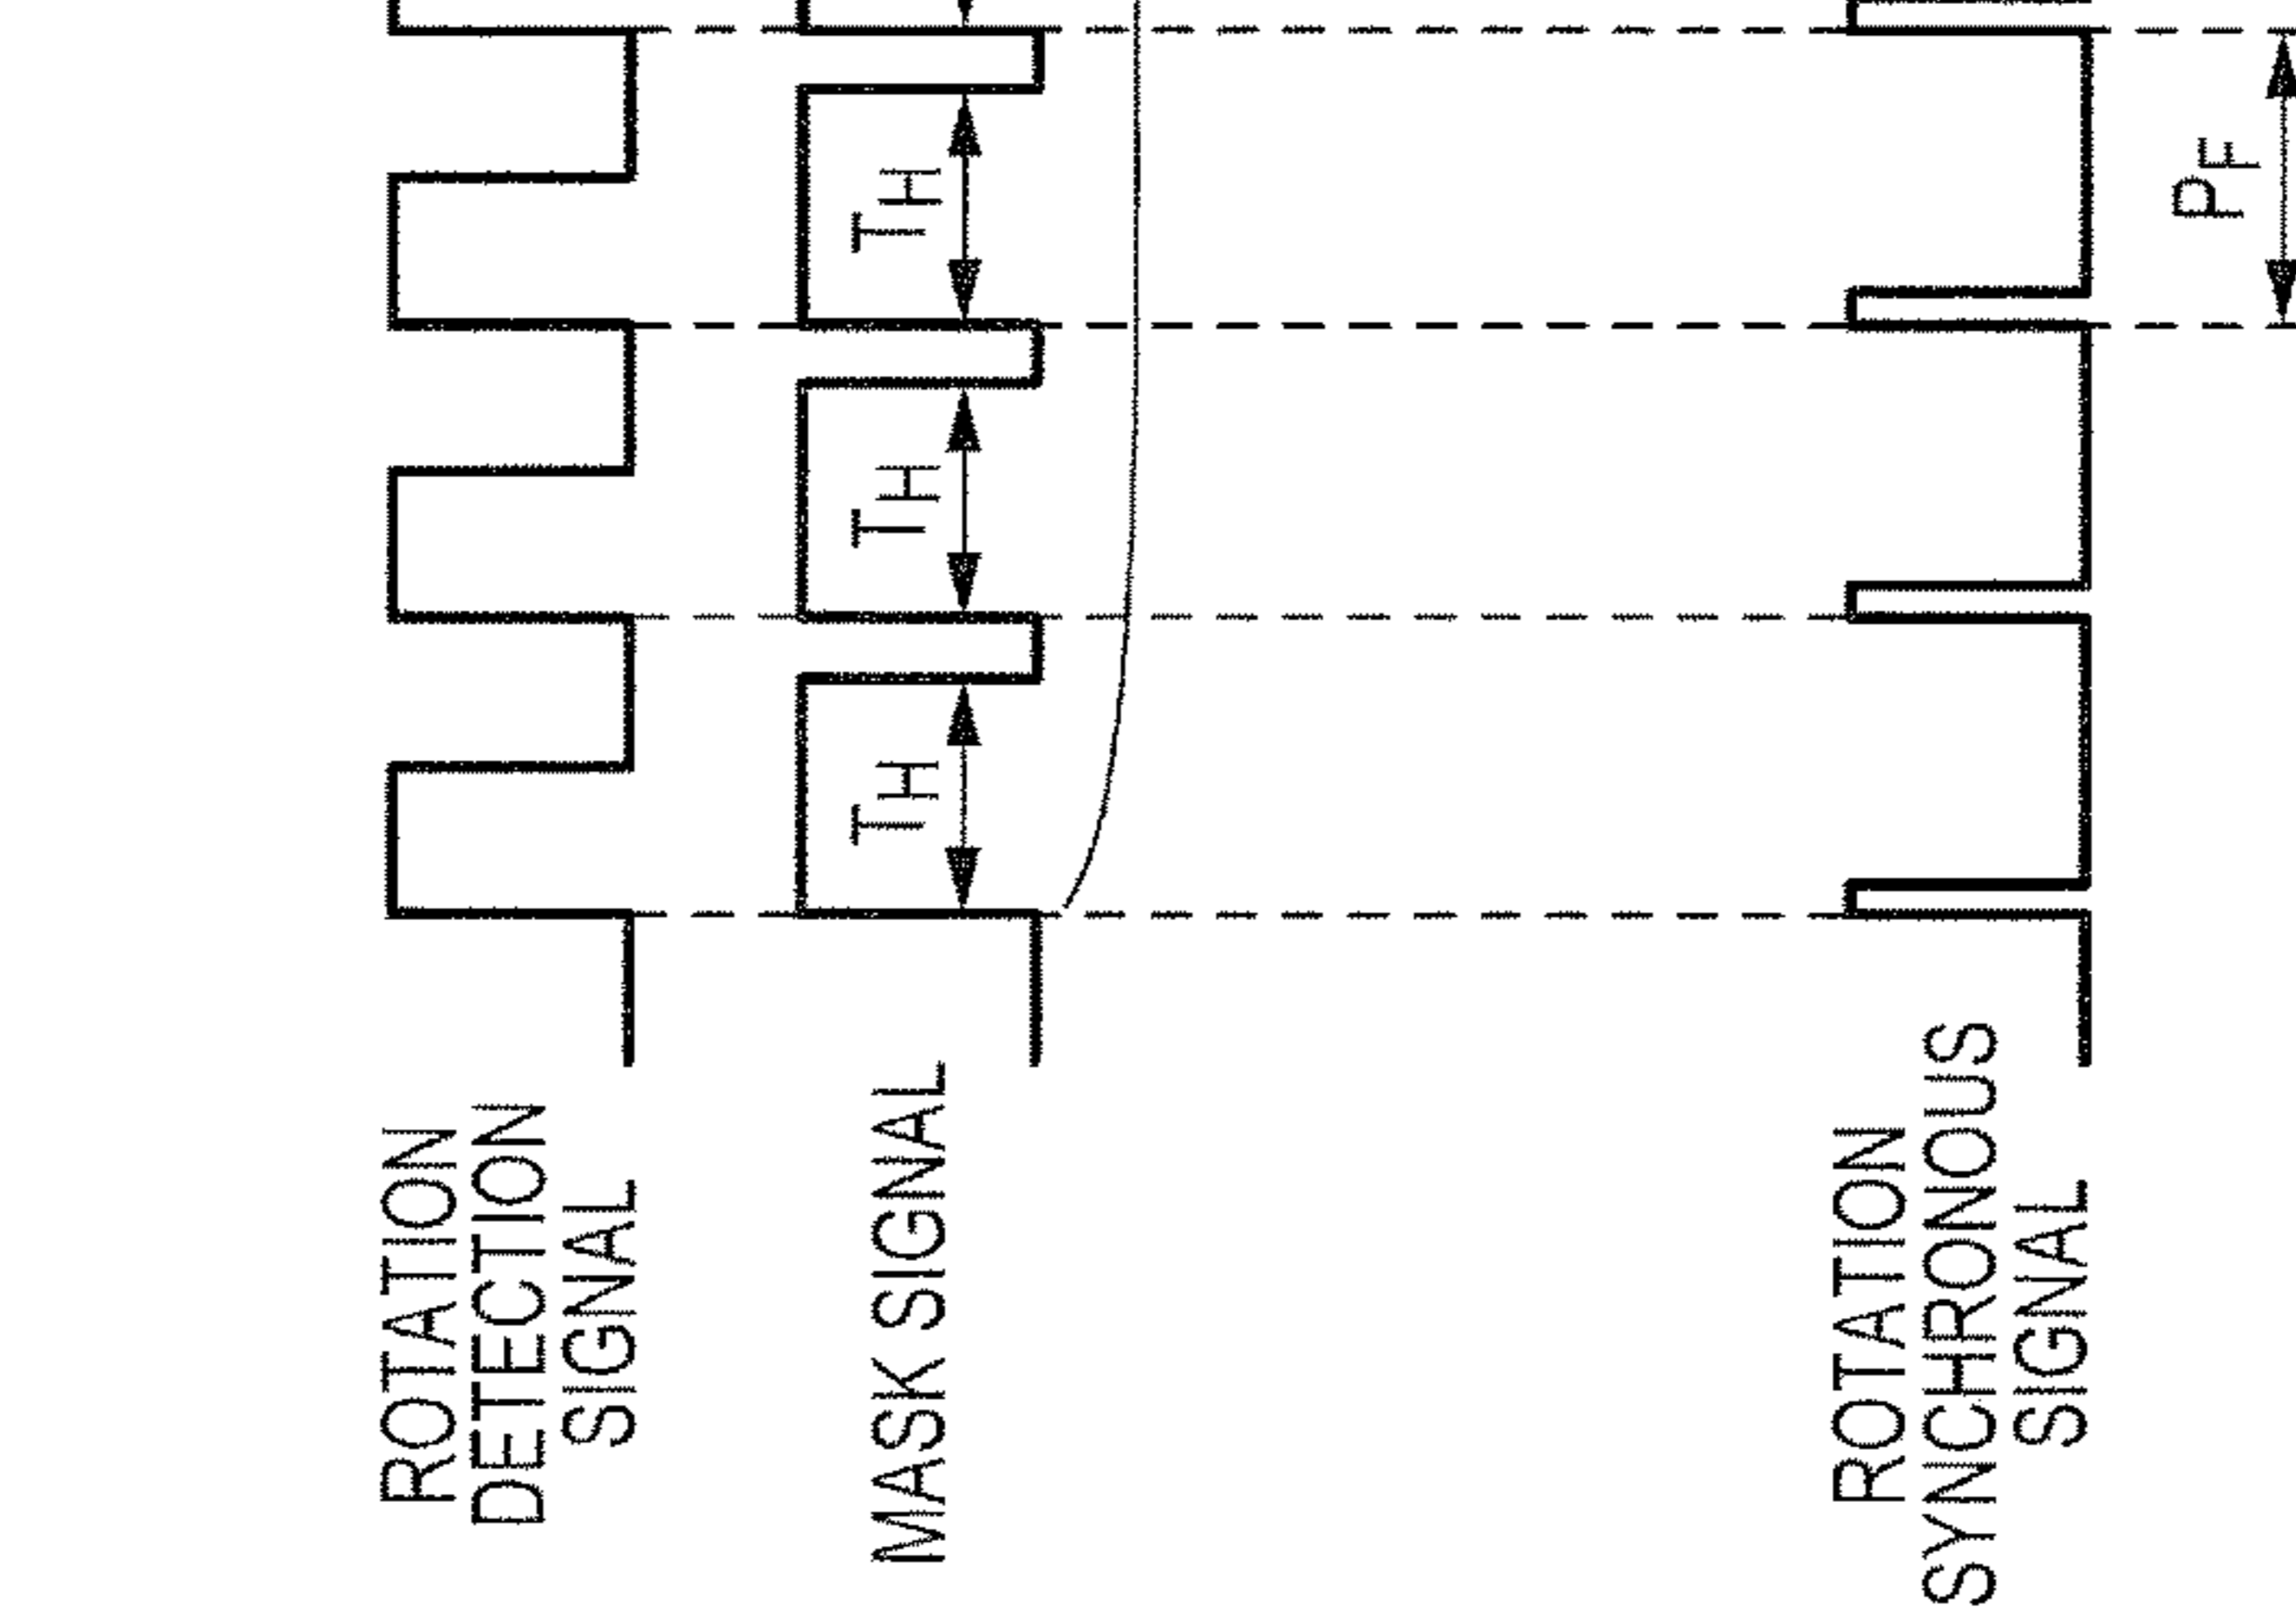 ROTATION
DETECTION
SIGNAL
MASK SIGNAL
TH
TH
TH
ROTATION
SYNCHRONOUS
SIGNAL
PF